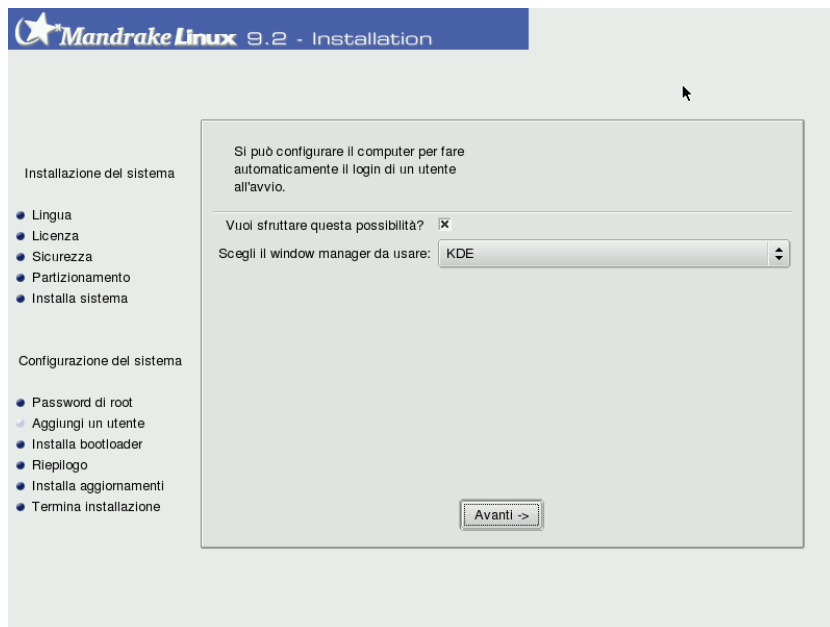 MandrakeLinux 9.2 - Installation
Installazione del sistema
Lingua
Licenza
Sicurezza
Partizionamento
Installa sistema
Configurazione del sistema
Password di root
Aggiungi un utente
Installa bootloader
Riepilogo
Installa aggiornamenti
Termina installazione
Si può configurare il computer per fare
automaticamente il login di un utente
all'avvio.
Vuoi sfruttare questa possibilità?
Scegli il window manager da usare: KDE
Avanti ->